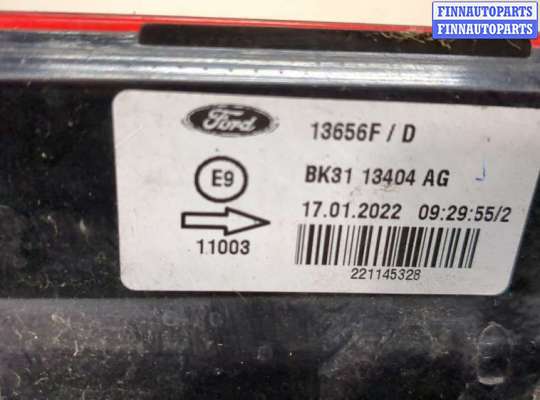 FINNAUTOPARTS
FINNAUTOPARTS
Ford
13656F / D
E9
BK31 13404 AG
17.01.2022 09:29:55/2
11003
221145328